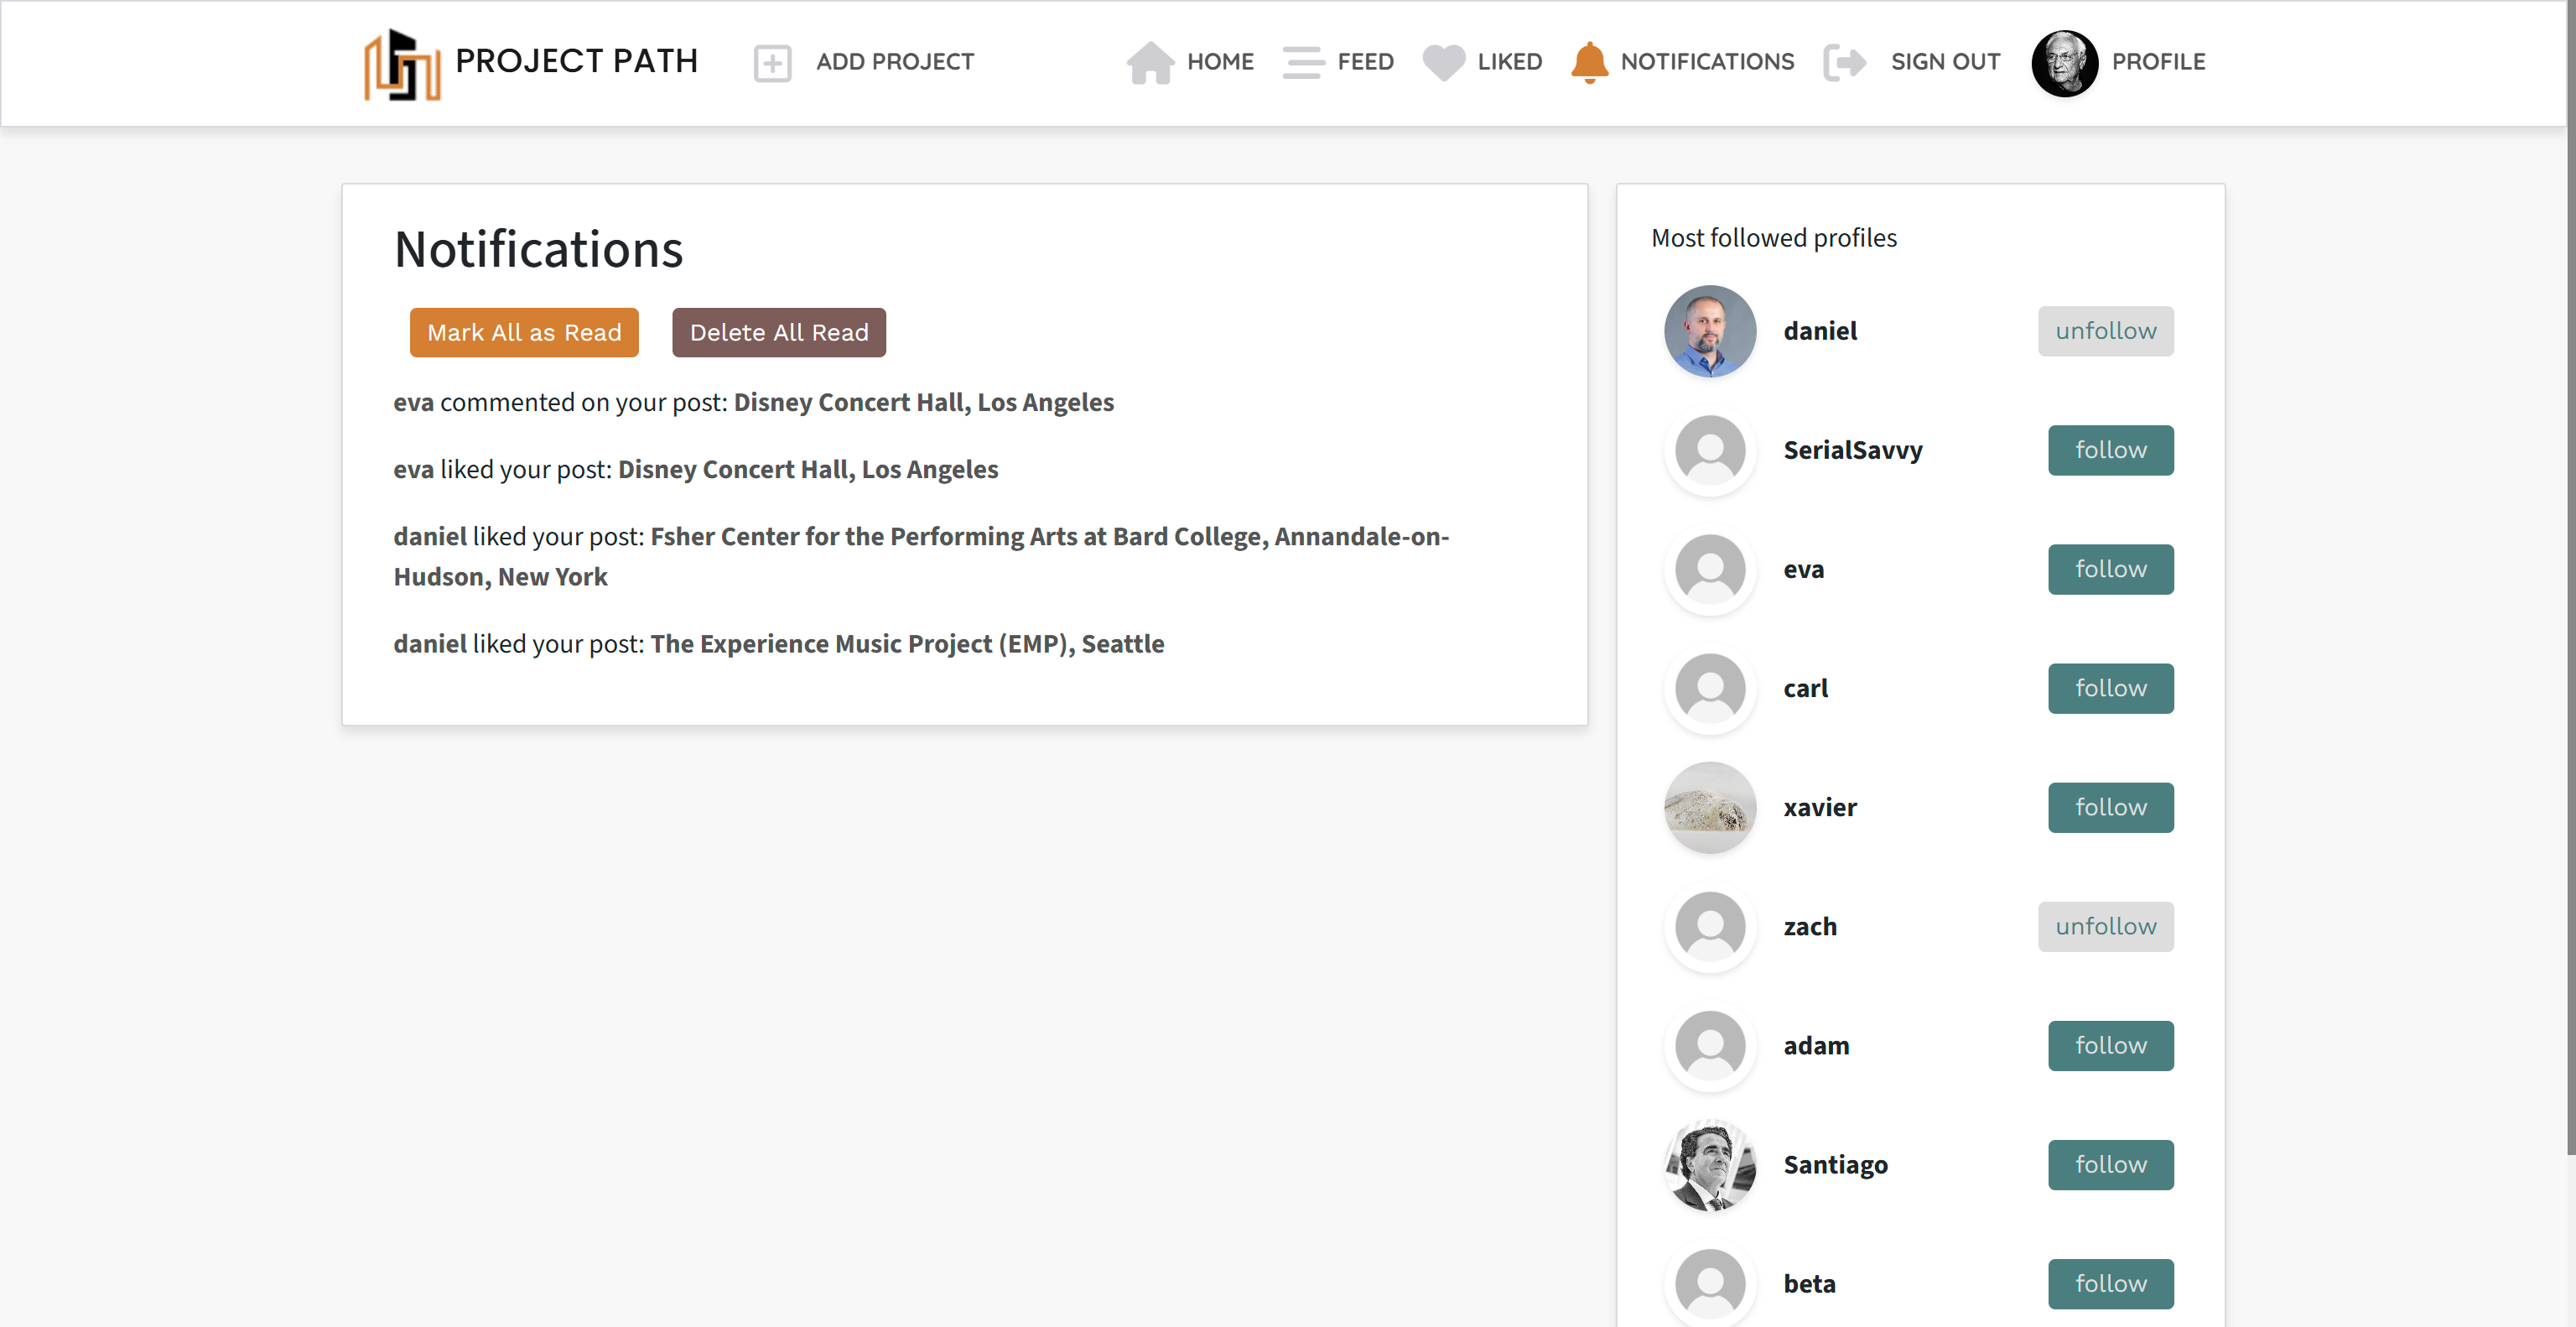 PROJECT PATH
ADD PROJECT
HOME
FEED
LIKED
NOTIFICATIONS
SIGN OUT
PROFILE
Notifications
Mark All as Read
Delete All Read
eva commented on your post: Disney Concert Hall, Los Angeles
eva liked your post: Disney Concert Hall, Los Angeles
daniel liked your post: Fsher Center for the Performing Arts at Bard College, Annandale-on-
Hudson, New York
daniel liked your post: The Experience Music Project (EMP), Seattle
Most followed profiles
daniel
unfollow
SerialSavvy
follow
eva
follow
carl
follow
xavier
follow
zach
unfollow
adam
follow
Santiago
follow
beta
follow